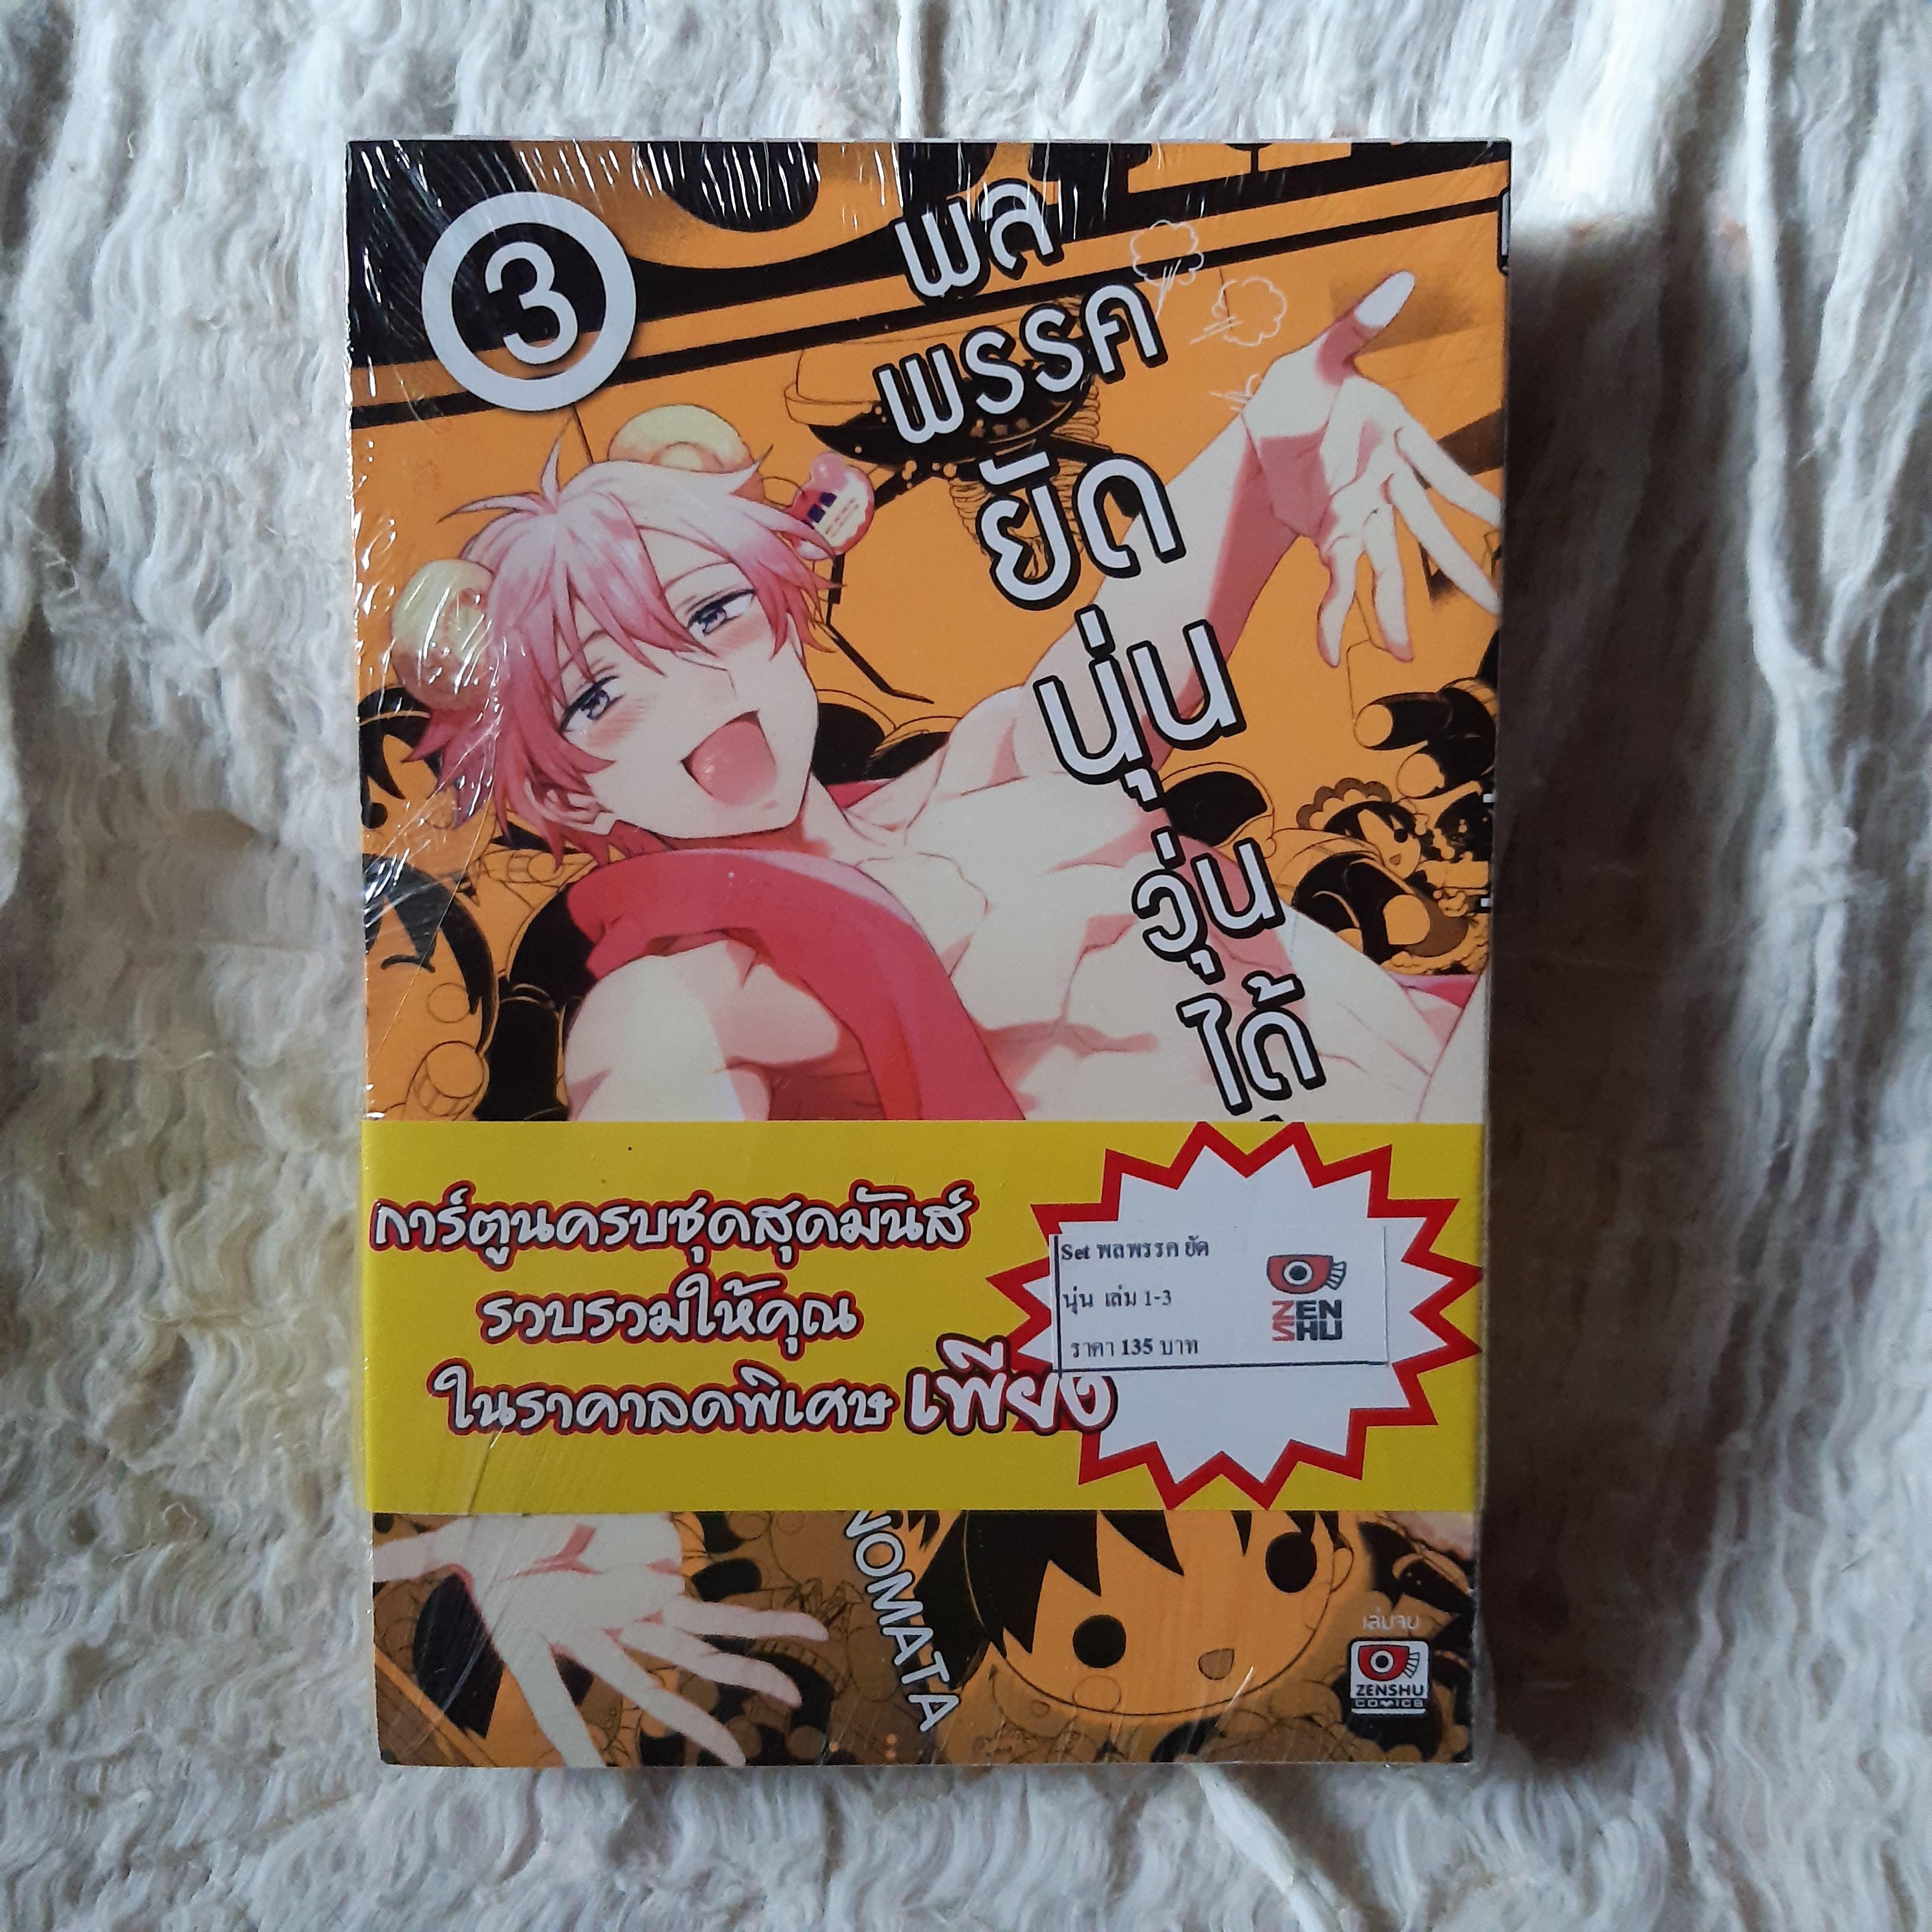 3
พล
พรรค
ยัด
นุ่น
วุ่น
ได้
การ์ตูนครบชุดสุดมันส์
รวบรวมให้คุณ
ในราคาลดพิเศษ เพียง
Set พลพรรค ยัด
นุ่น เล่ม 1-3
ราคา 135 บาท
ZEN
SHU
NOMATA
เล่มจบ
ZENSHU
COMICS